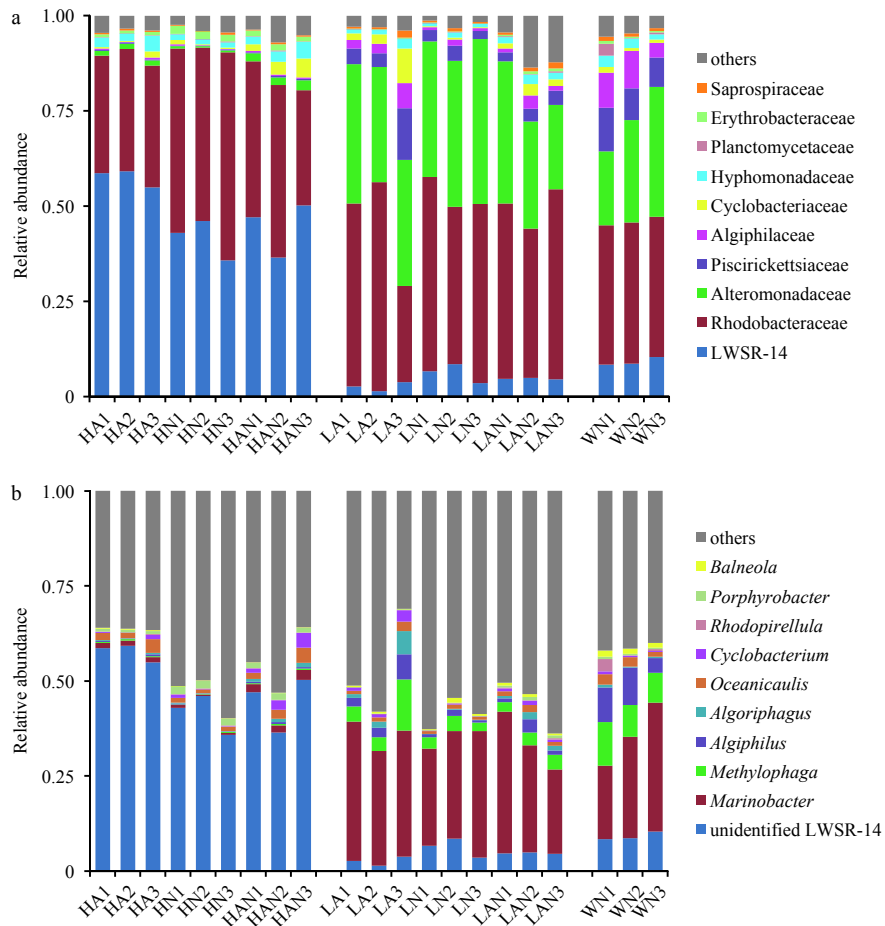 a
1.00
0.75
0.50
0.25
0
Relative abundance
HA1 HA2 HA3 HN1 HN2 HN3 HAN1 HAN2 HAN3 LA1 LA2 LA3 LN1 LN2 LN3 LAN1 LAN2 LAN3 WN1 WN2 WN3
others
Saprospiraceae
Erythrobacteraceae
Planctomycetaceae
Hyphomonadaceae
Cyclobacteriaceae
Algiphilaceae
Piscirickettsiaceae
Alteromonadaceae
Rhodobacteraceae
LWSR-14
b
1.00
0.75
0.50
0.25
0
Relative abundance
HA1 HA2 HA3 HN1 HN2 HN3 HAN1 HAN2 HAN3 LA1 LA2 LA3 LN1 LN2 LN3 LAN1 LAN2 LAN3 WN1 WN2 WN3
others
Balneola
Porphyrobacter
Rhodopirellula
Cyclobacterium
Oceanicaulis
Algoriphagus
Algiphilus
Methylophaga
Marinobacter
unidentified LWSR-14